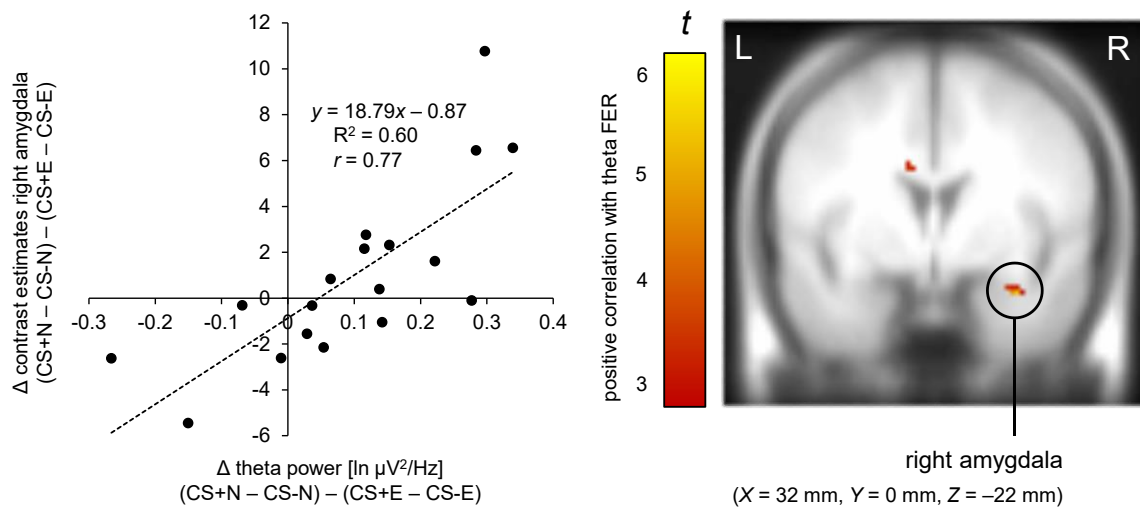 Δ contrast estimates right amygdala
(CS+N – CS-N) – (CS+E – CS-E)
12
10
8
6
4
2
0
-2
-4
-6
-0.3
-0.2
-0.1
0
0.1
0.2
0.3
0.4
y = 18.79x – 0.87
R² = 0.60
r = 0.77
Δ theta power [ln µV²/Hz]
(CS+N – CS-N) – (CS+E – CS-E)
positive correlation with theta FER
t
6
5
4
3
L
R
right amygdala
(X = 32 mm, Y = 0 mm, Z = –22 mm)